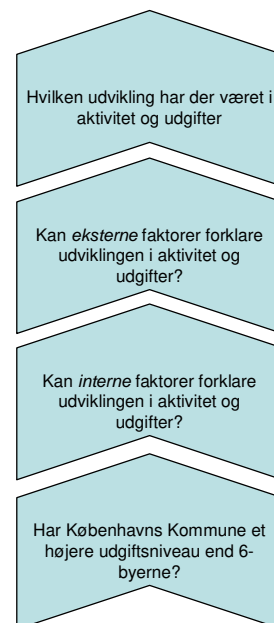 Hvilken udvikling har der været i
aktivitet og udgifter
Kan eksterne faktorer forklare
udviklingen i aktivitet og
udgifter?
Kan interne faktorer forklare
udviklingen i aktivitet og
udgifter?
Har Københavns Kommune et
højere udgiftsniveau end 6-
byerne?